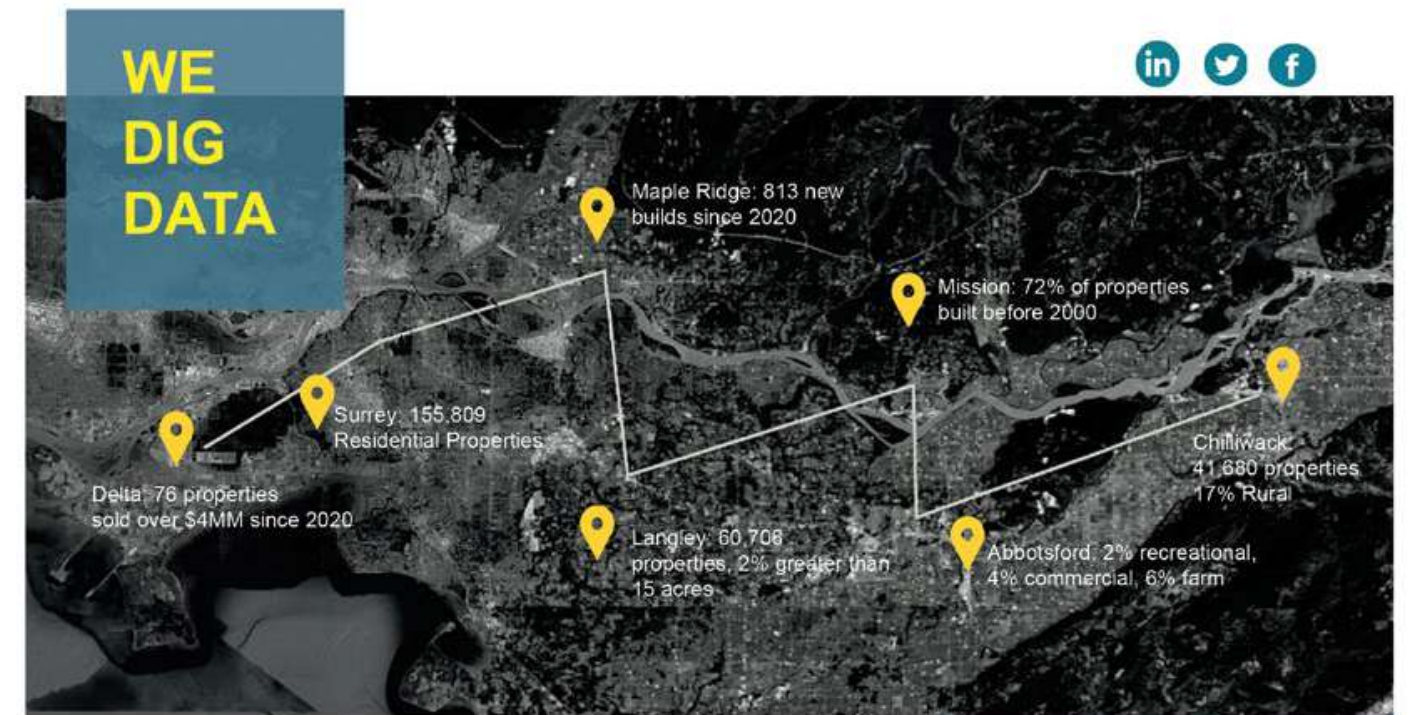 WE
DIG
DATA
in
f
Maple Ridge: 813 new
builds since 2020
Mission: 72% of properties
built before 2000
Surrey: 155,809
Residential Properties
Delta: 76 properties
sold over $4MM since 2020
Chilliwack:
41,680 properties
17% Rural
Langley: 60,708
properties, 2% greater than
15 acres
Abbotsford: 2% recreational,
4% commercial, 6% farm